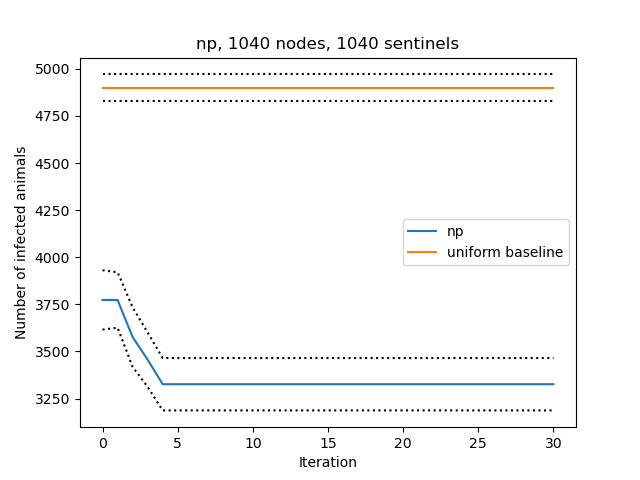 np, 1040 nodes, 1040 sentinels
5000
4750
4500
4250
4000
3750
3500
3250
Number of infected animals
np
uniform baseline
0 5 10 15 20 25 30
Iteration